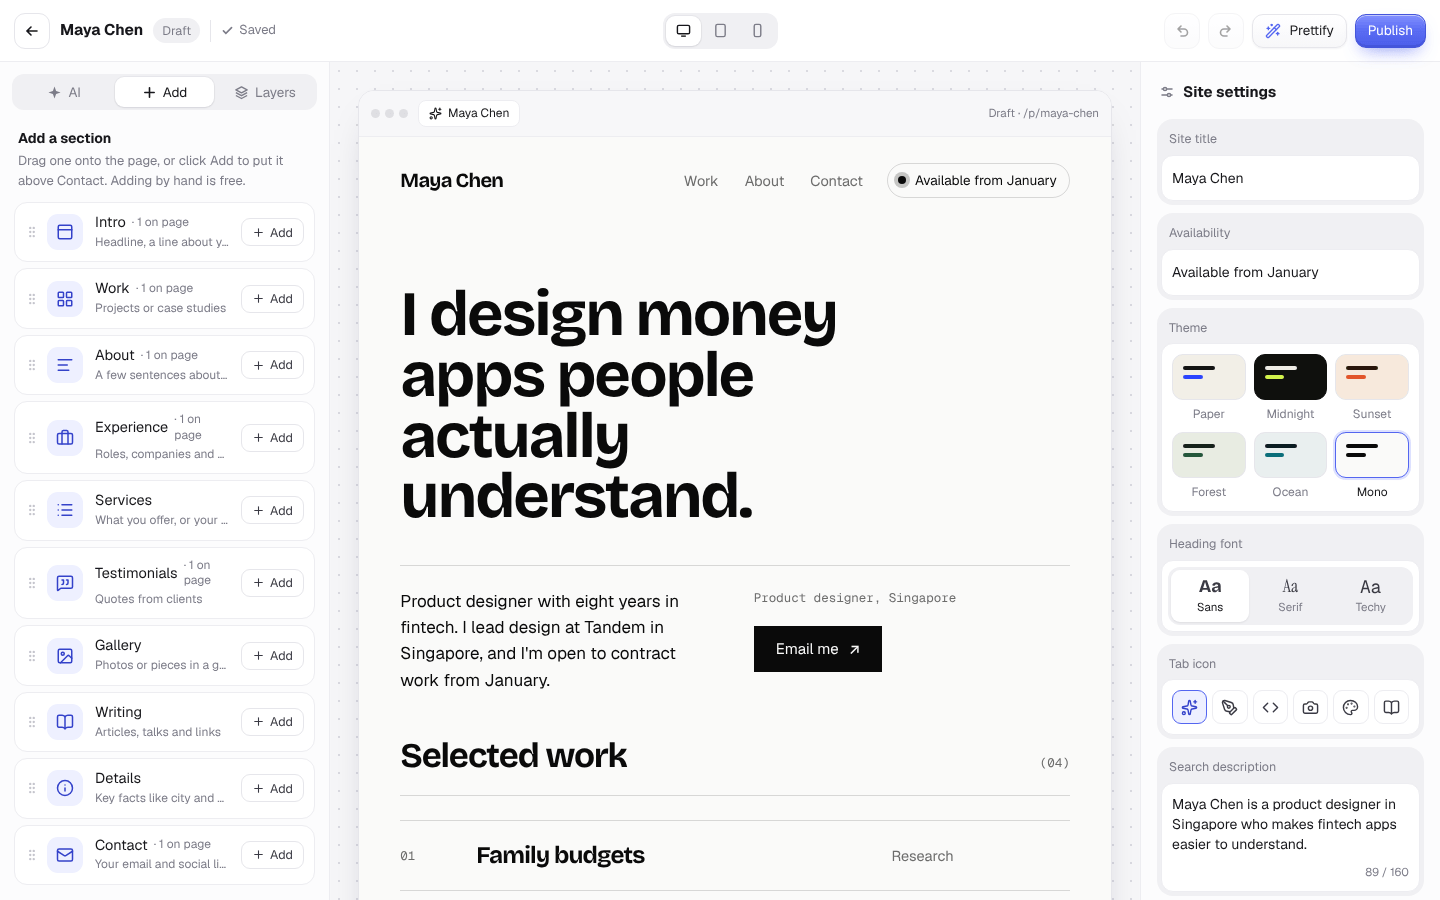 Maya Chen Draft Saved
Prettify Publish
AI Add Layers
Add a section
Drag one onto the page, or click Add to put it
above Contact. Adding by hand is free.
Intro · 1 on page
Headline, a line about y...
Add
Work · 1 on page
Projects or case studies
Add
About · 1 on page
A few sentences about...
Add
Experience · 1 on
page
Roles, companies and ...
Add
Services
What you offer, or your ...
Add
Testimonials · 1 on
page
Quotes from clients
Add
Gallery
Photos or pieces in a g...
Add
Writing
Articles, talks and links
Add
Details
Key facts like city and ...
Add
Contact · 1 on page
Your email and social li...
Add
Maya Chen
Draft · /p/maya-chen
Maya Chen
Work About Contact Available from January
I design money
apps people
actually
understand.
Product designer with eight years in
fintech. I lead design at Tandem in
Singapore, and I'm open to contract
work from January.
Product designer, Singapore
Email me
Selected work
(04)
01 Family budgets Research
Site settings
Site title
Maya Chen
Availability
Available from January
Theme
Paper Midnight Sunset
Forest Ocean Mono
Heading font
Aa Aa Aa
Sans Serif Techy
Tab icon
Search description
Maya Chen is a product designer in
Singapore who makes fintech apps
easier to understand.
89 / 160